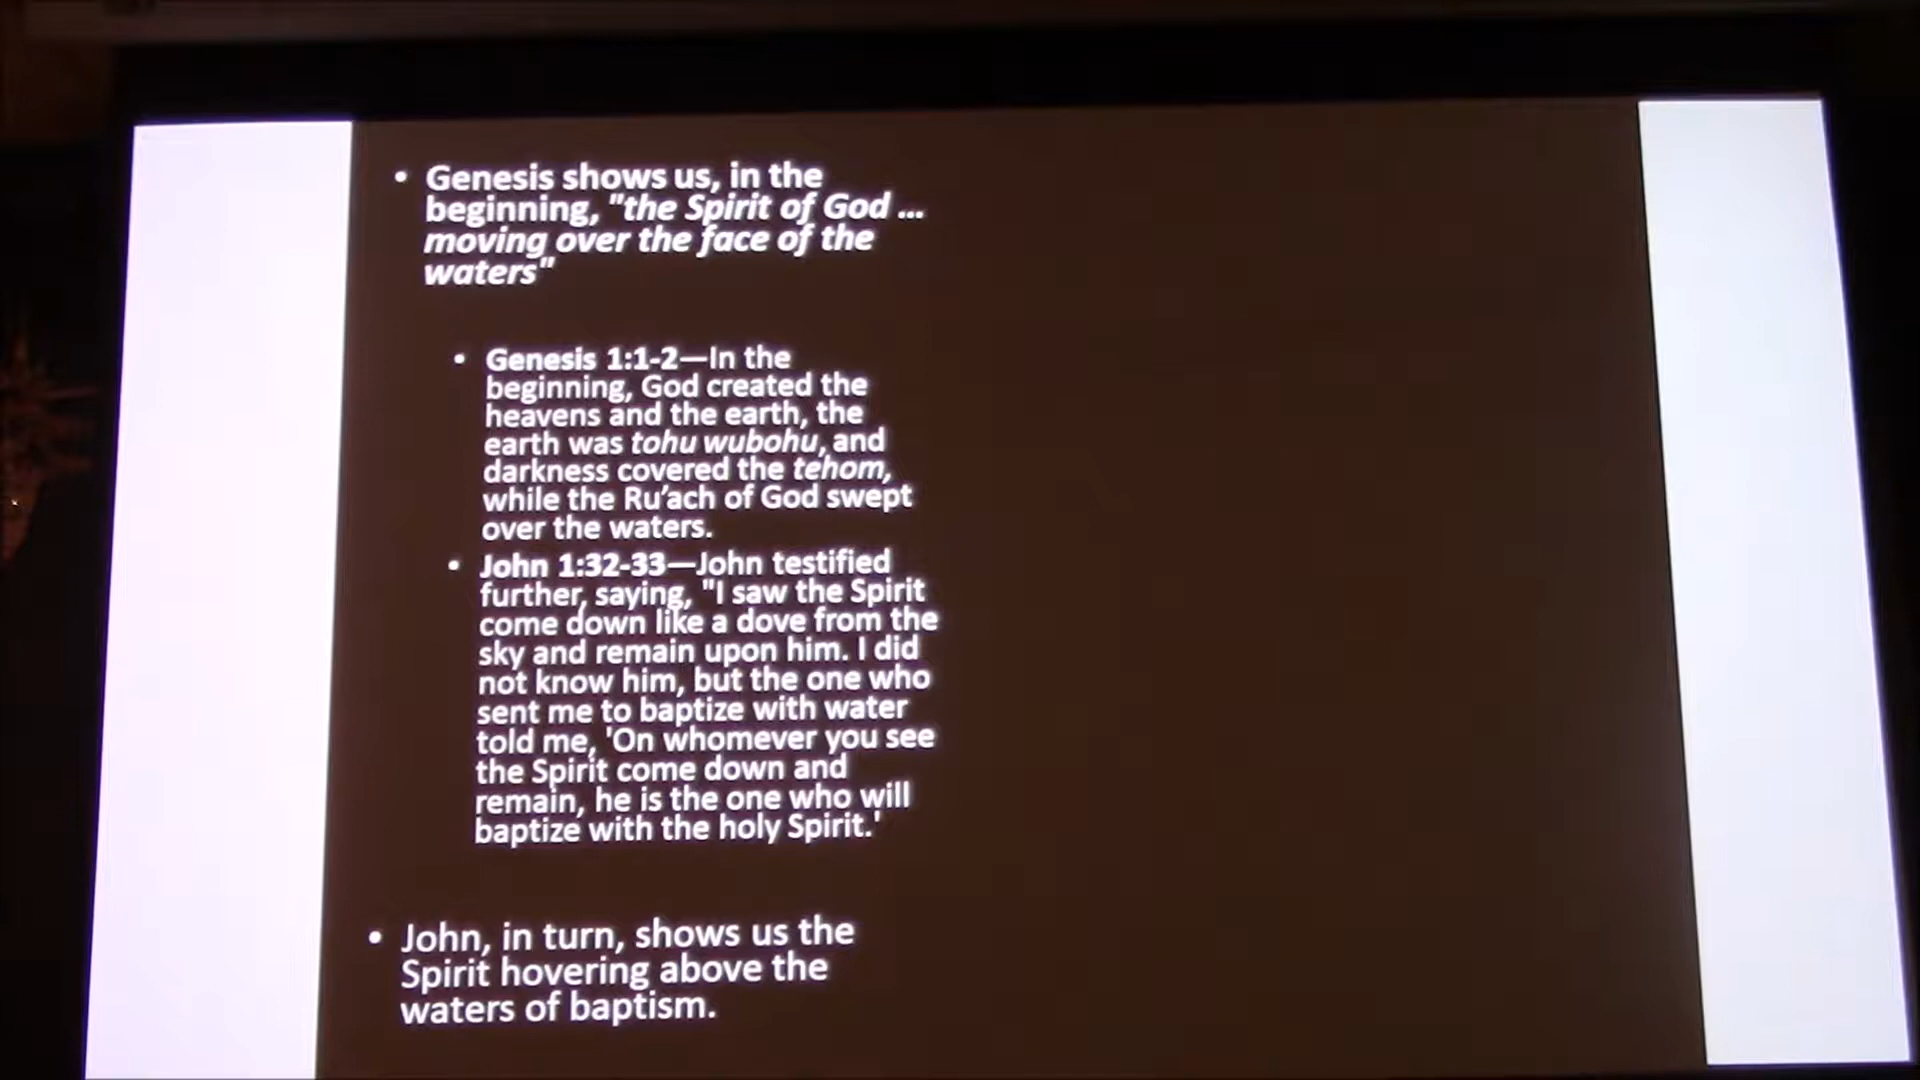 • Genesis shows us, in the
beginning, "the Spirit of God ...
moving over the face of the
waters"
• Genesis 1:1-2—In the
beginning, God created the
heavens and the earth, the
earth was tohu wubohu, and
darkness covered the tehom,
while the Ru’ach of God swept
over the waters.
• John 1:32-33—John testified
further, saying, "I saw the Spirit
come down like a dove from the
sky and remain upon him. I did
not know him, but the one who
sent me to baptize with water
told me, 'On whomever you see
the Spirit come down and
remain, he is the one who will
baptize with the holy Spirit.'
• John, in turn, shows us the
Spirit hovering above the
waters of baptism.